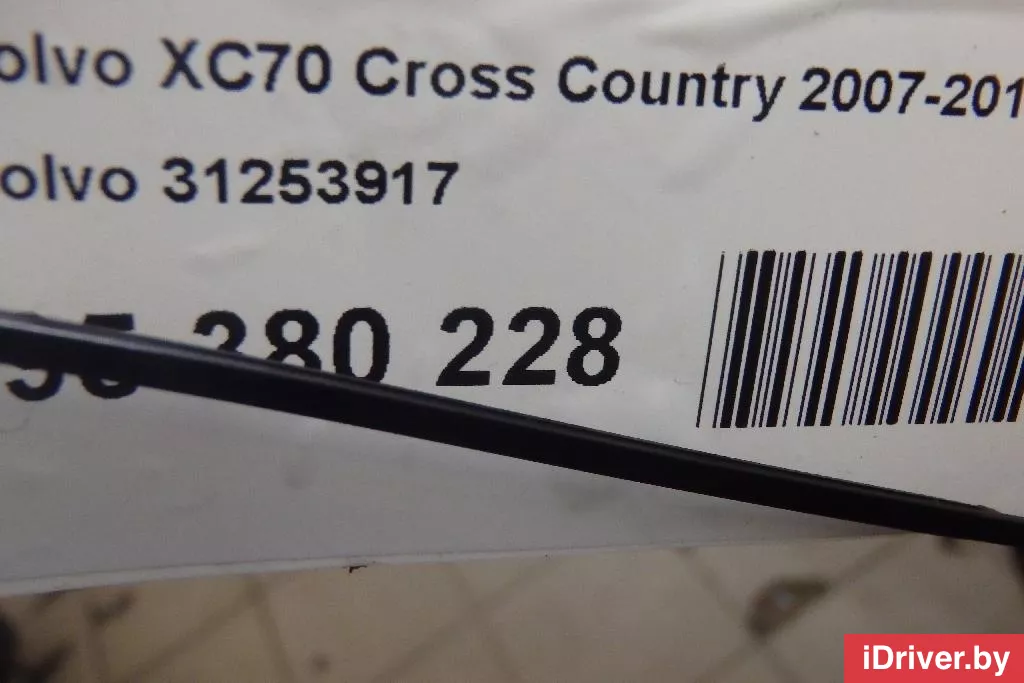 olvo XC70 Cross Country 2007-201
olvo 31253917
380 228
iDriver.by